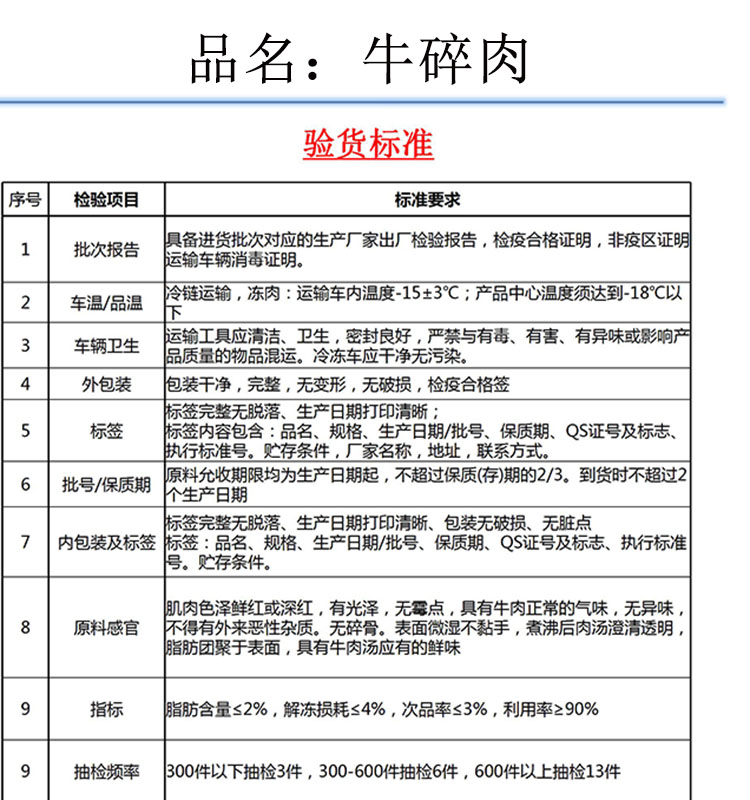 品名：牛碎肉
验货标准
序号 检验项目 标准要求
1 批次报告 具备进货批次对应的生产厂家出厂检验报告，检疫合格证明，非疫区证明
运输车辆消毒证明。
2 车温/品温 冷链运输，冻肉：运输车内温度-15±3℃；产品中心温度须达到-18℃以
下
3 车辆卫生 运输工具应清洁、卫生，密封良好，严禁与有毒、有害、有异味或影响产
品质量的物品混运。冷冻车应干净无污染。
4 外包装 包装干净，完整，无变形，无破损，检疫合格签
5 标签 标签完整无脱落、生产日期打印清晰；
标签内容包含：品名、规格、生产日期/批号、保质期、QS证号及标志、
执行标准号。贮存条件，厂家名称，地址，联系方式。
6 批号/保质期 原料允收期限均为生产日期起，不超过保质(存)期的2/3。到货时不超过2
个生产日期
7 内包装及标签 标签完整无脱落、生产日期打印清晰、包装无破损、无脏点
标签：品名、规格、生产日期/批号、保质期、QS证号及标志、执行标准
号。贮存条件。
8 原料感官 肌肉色泽鲜红或深红，有光泽，无霉点，具有牛肉正常的气味，无异味，
不得有外来恶性杂质。无碎骨。表面微湿不黏手，煮沸后肉汤澄清透明，
脂肪团聚于表面，具有牛肉汤应有的鲜味
9 指标 脂肪含量≤2%，解冻损耗≤4%，次品率≤3%，利用率≥90%
9 抽检频率 300件以下抽检3件，300-600件抽检6件，600件以上抽检13件